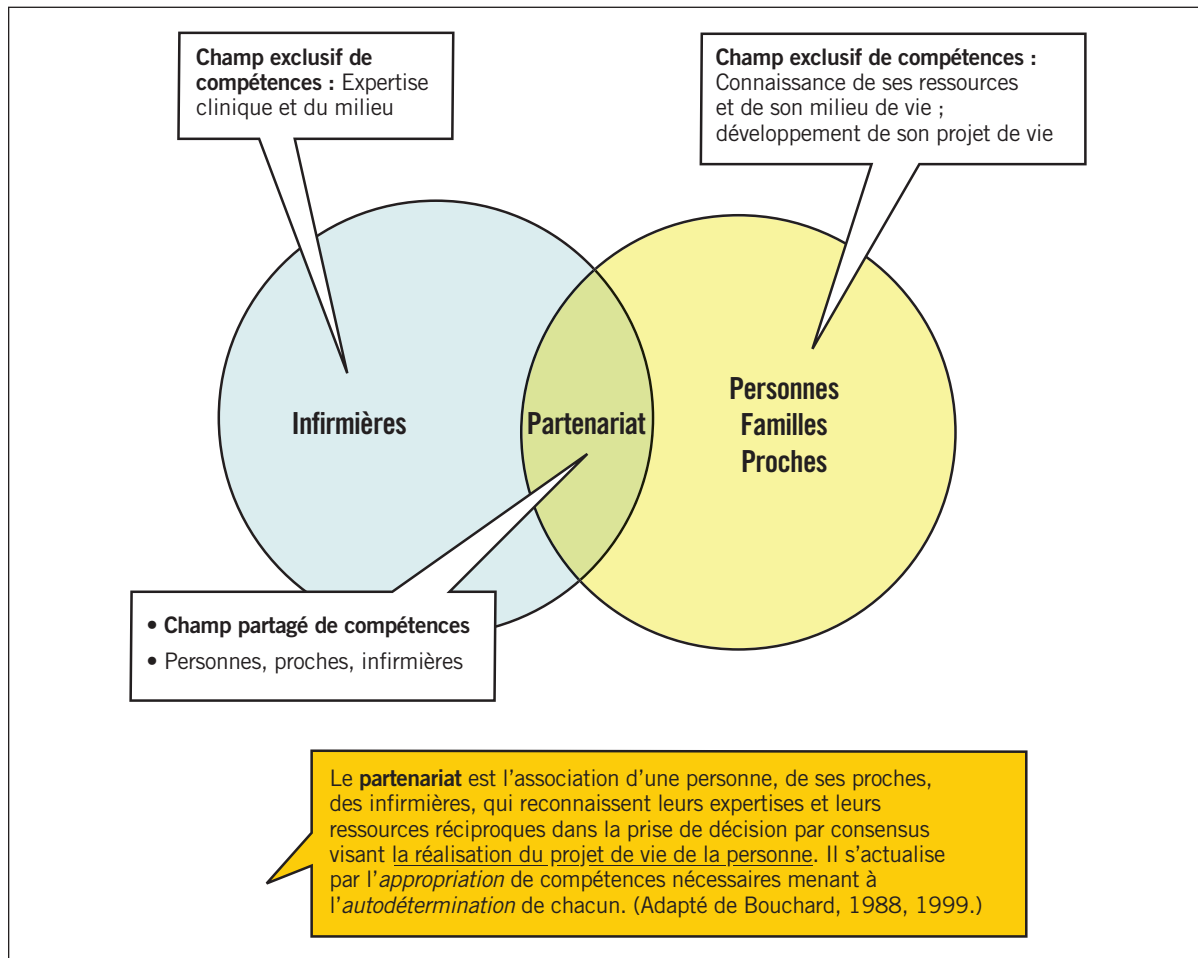 Champ exclusif de
compétences : Expertise
clinique et du milieu
Champ exclusif de compétences :
Connaissance de ses ressources
et de son milieu de vie ;
développement de son projet de vie
Infirmières
Partenariat
Personnes
Familles
Proches
• Champ partagé de compétences
• Personnes, proches, infirmières
Le partenariat est l’association d’une personne, de ses proches,
des infirmières, qui reconnaissent leurs expertises et leurs
ressources réciproques dans la prise de décision par consensus
visant la réalisation du projet de vie de la personne. Il s’actualise
par l’appropriation de compétences nécessaires menant à
l’autodétermination de chacun. (Adapté de Bouchard, 1988, 1999.)